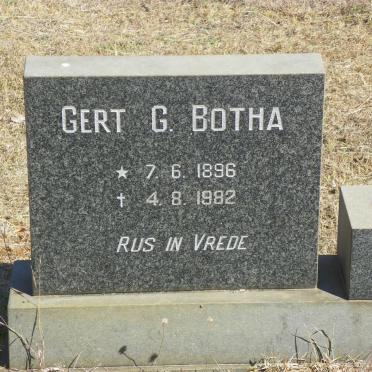 GERT G. BOTHA
★ 7.6.1896
† 4.8.1982
RUS IN VREDE